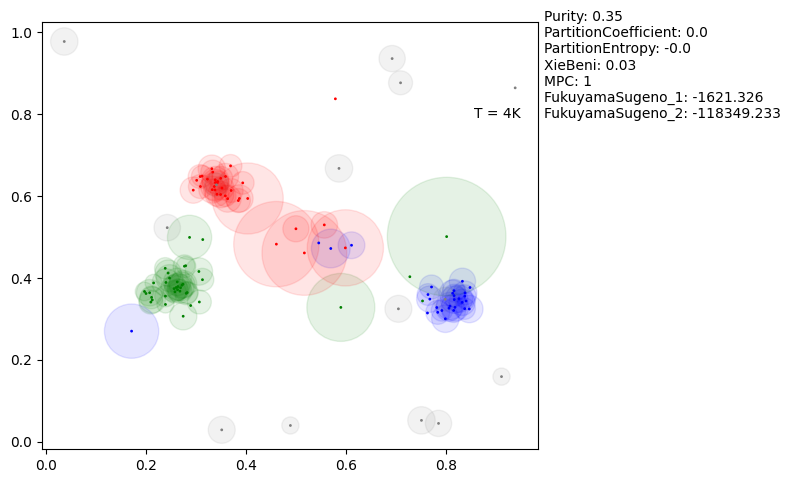 Purity: 0.35
PartitionCoefficient: 0.0
PartitionEntropy: -0.0
XieBeni: 0.03
MPC: 1
FukuyamaSugeno_1: -1621.326
FukuyamaSugeno_2: -118349.233
T = 4K
1.0
0.8
0.6
0.4
0.2
0.0
0.0 0.2 0.4 0.6 0.8